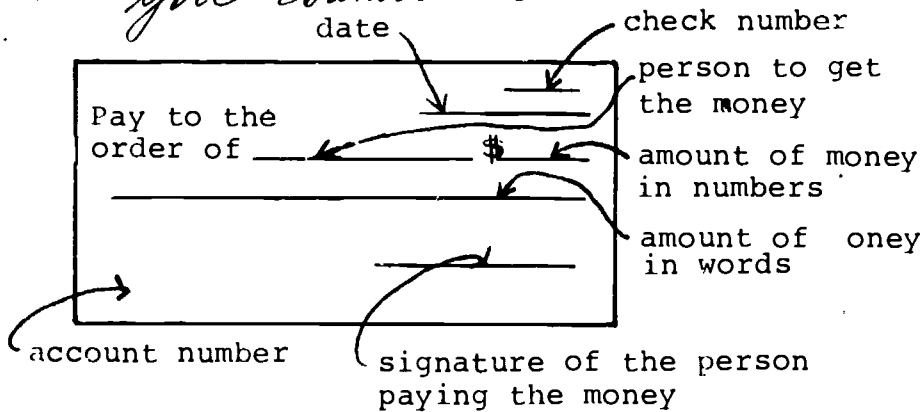 give
date
check number
person to get
the money
Pay to the
order of
$
amount of money
in numbers
amount of oney
in words
account number
signature of the person
paying the money